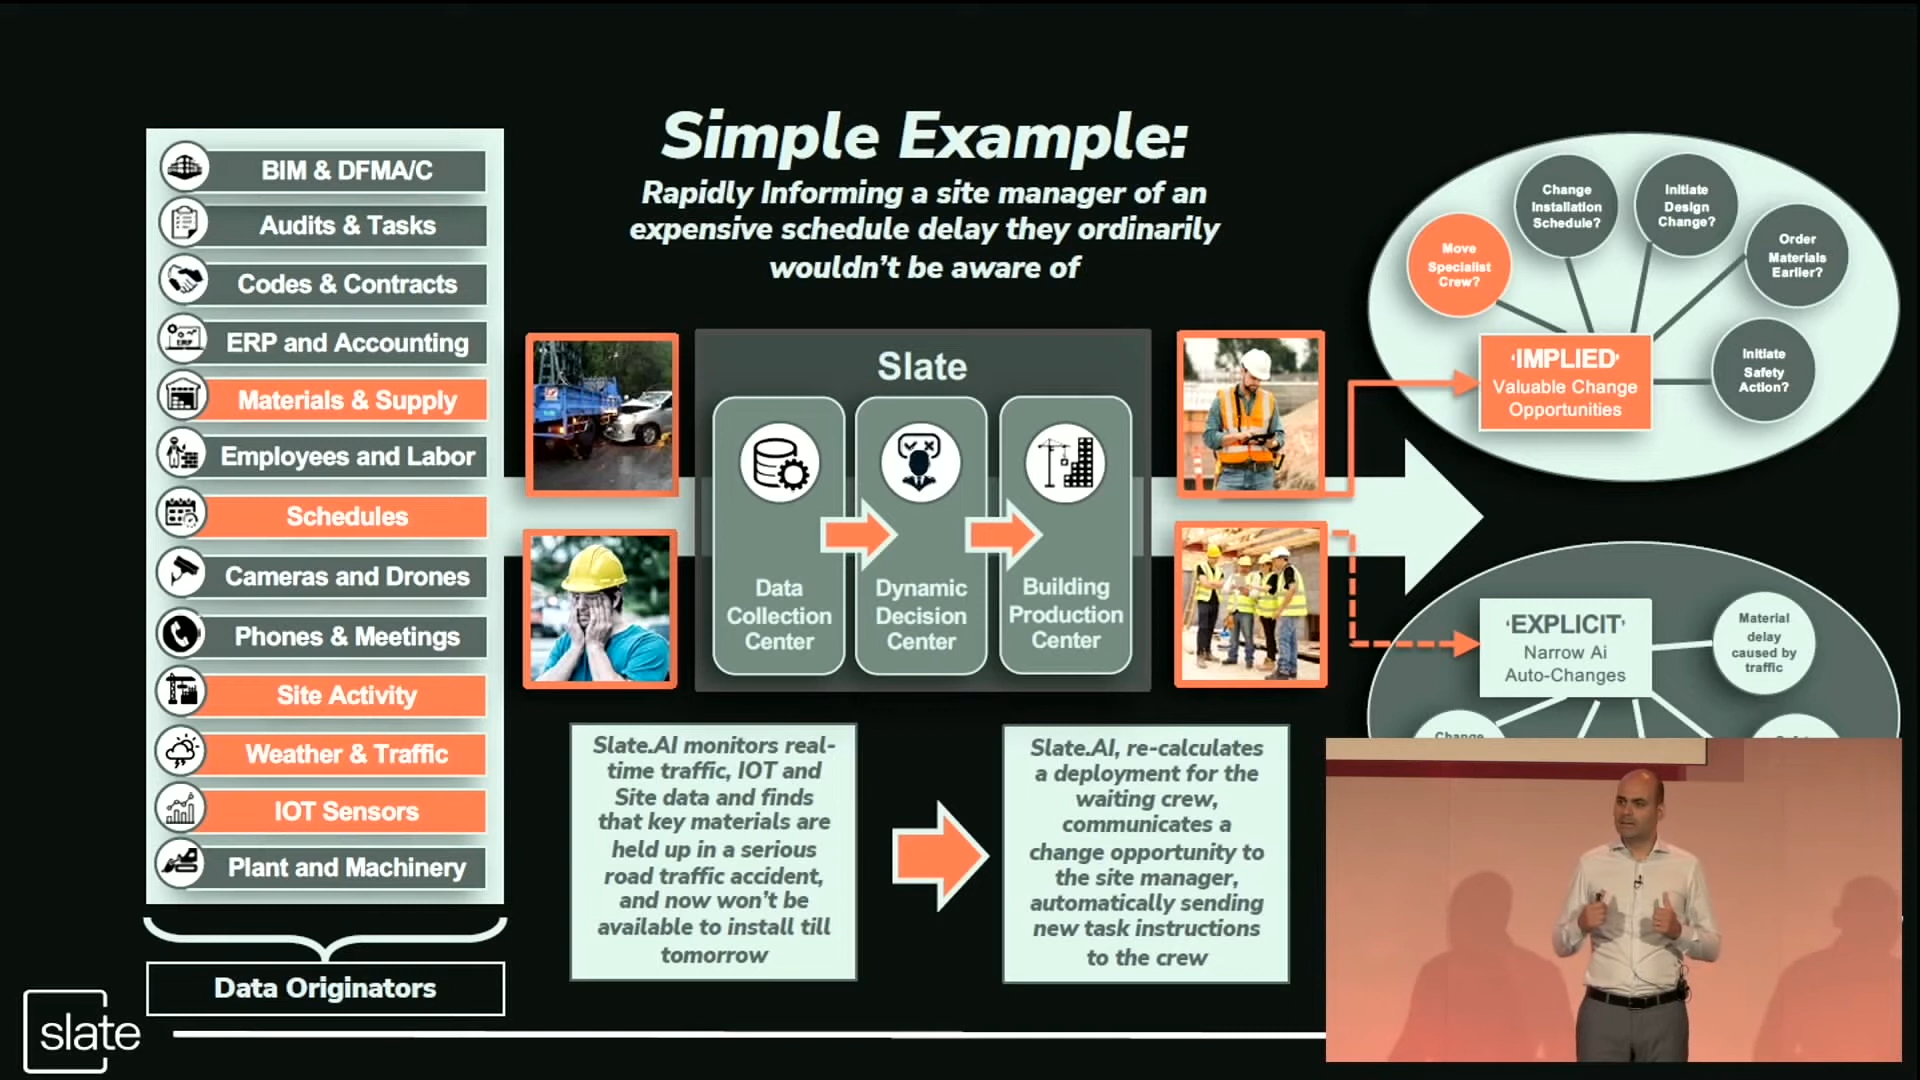 Simple Example:
Rapidly Informing a site manager of an
expensive schedule delay they ordinarily
wouldn't be aware of
BIM & DFMA/C
Audits & Tasks
Codes & Contracts
ERP and Accounting
ERP
Materials & Supply
Employees and Labor
Schedules
Cameras and Drones
Phones & Meetings
Site Activity
Weather & Traffic
IOT Sensors
Plant and Machinery
Data Originators
Slate
Data
Collection
Center
Dynamic
Decision
Center
Building
Production
Center
Slate.AI monitors real-
time traffic, IOT and
Site data and finds
that key materials are
held up in a serious
road traffic accident,
and now won't be
available to install till
tomorrow
Slate.AI, re-calculates
a deployment for the
waiting crew,
communicates a
change opportunity to
the site manager,
automatically sending
new task instructions
to the crew
Move
Specialist
Crew?
Change
Installation
Schedule?
Initiate
Design
Change?
Order
Materials
Earlier?
Initiate
Safety
Action?
'IMPLIED'
Valuable Change
Opportunities
'EXPLICIT'
Narrow Ai
Auto-Changes
Material
delay
caused by
traffic
Change
slate